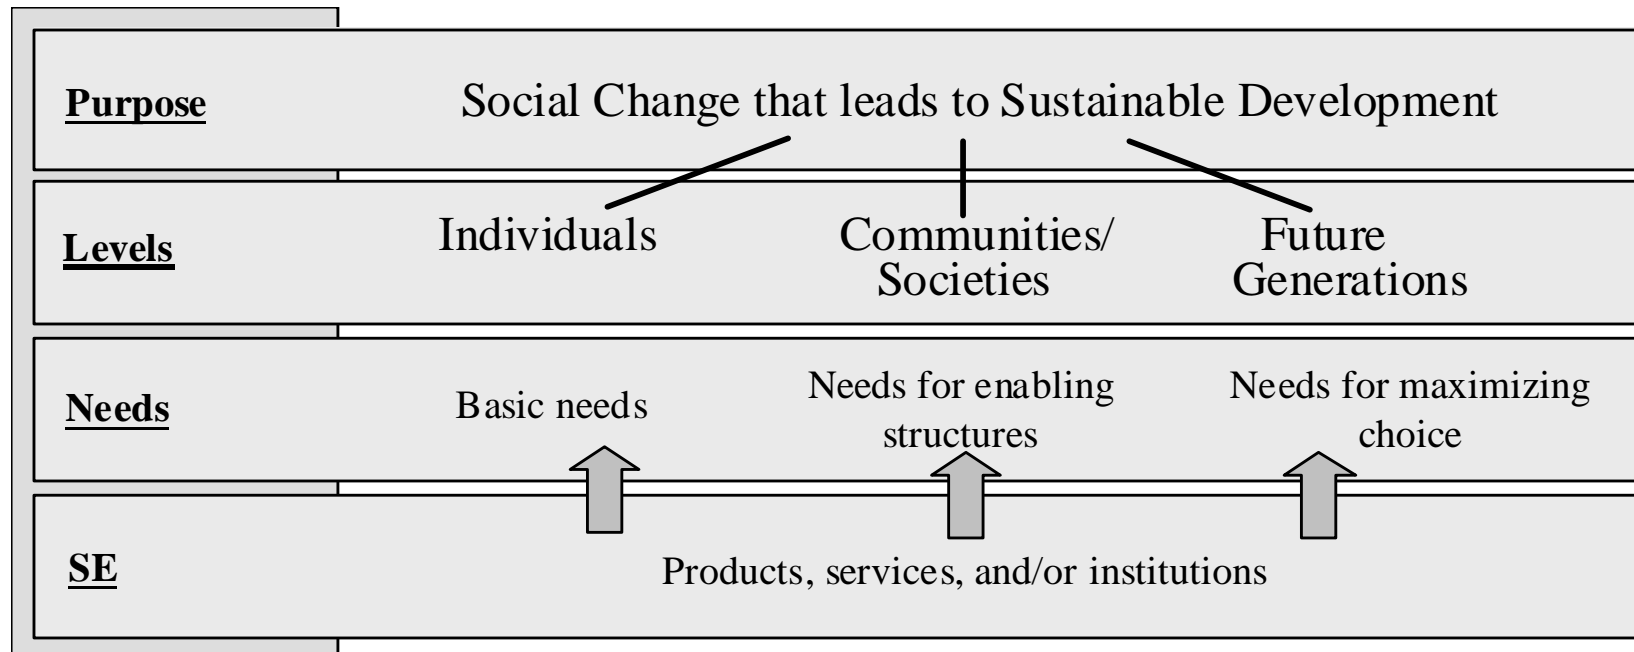 Purpose
Social Change that leads to Sustainable Development
Levels
Individuals
Communities/
Societies
Future
Generations
Needs
Basic needs
Needs for enabling
structures
Needs for maximizing
choice
SE
Products, services, and/or institutions